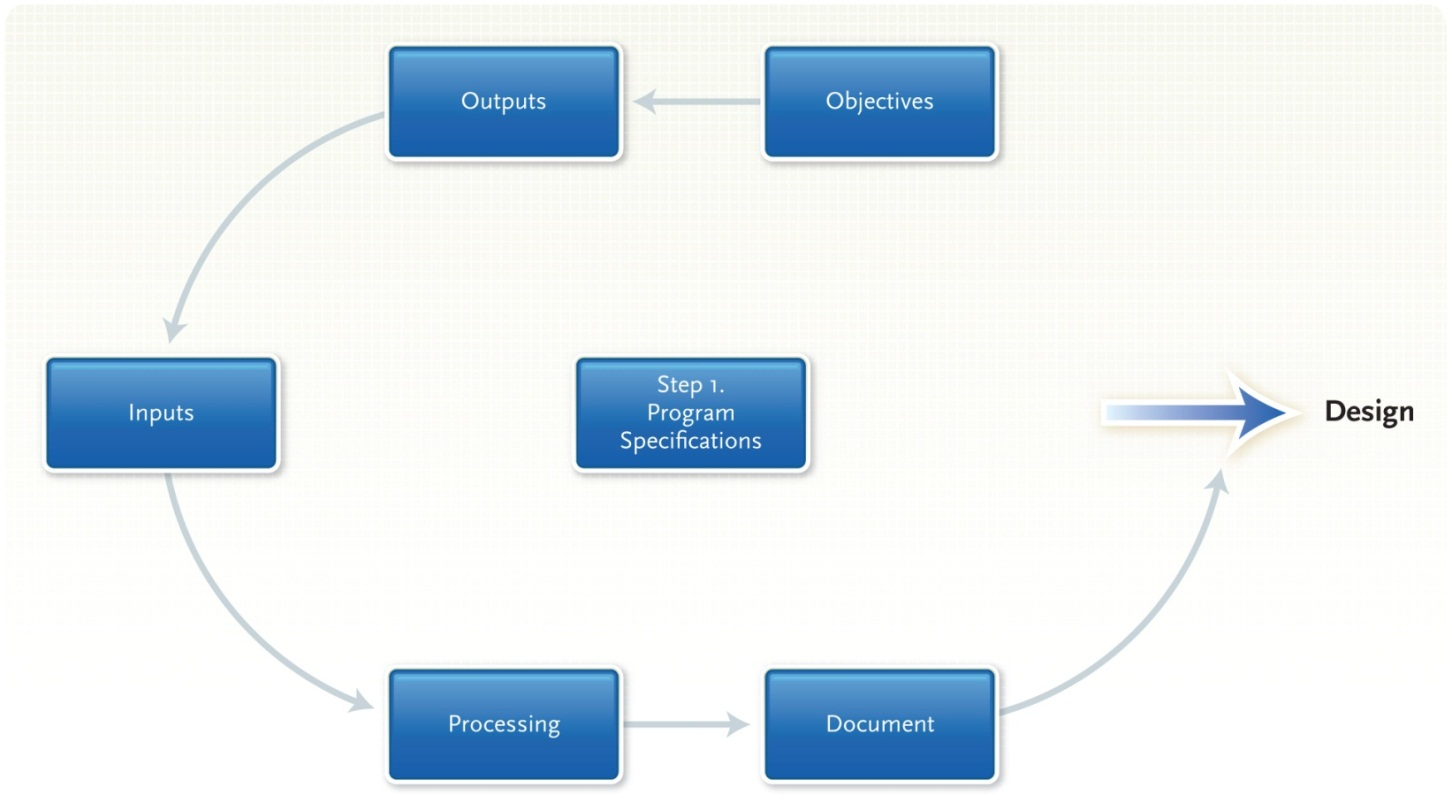 Outputs
Objectives
Inputs
Step 1.
Program
Specifications
Design
Processing
Document